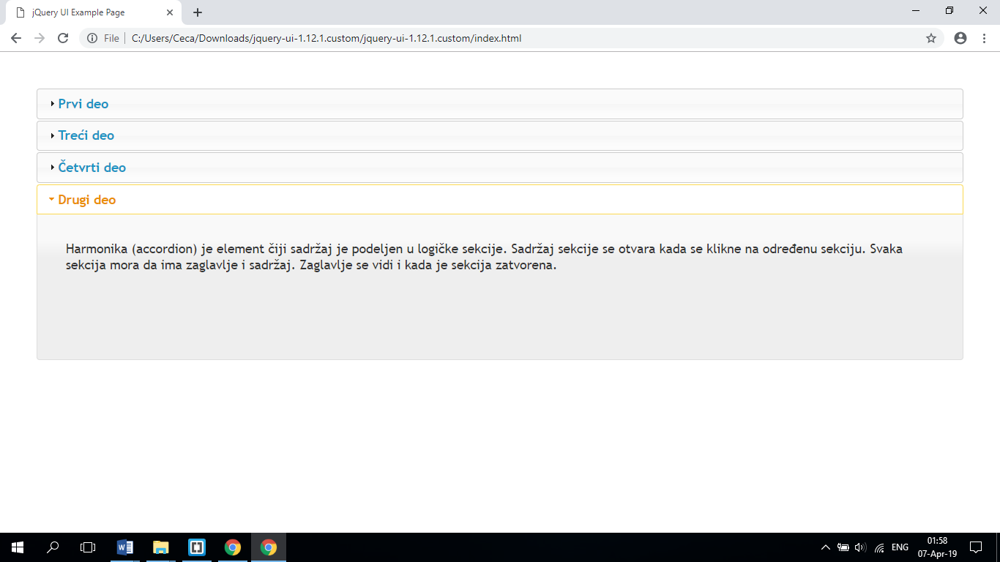 jQuery UI Example Page
File
C:/Users/Ceca/Downloads/jquery-ui-1.12.1.custom/jquery-ui-1.12.1.custom/index.html
Prvi deo
Treći deo
Četvrti deo
Drugi deo
Harmonika (accordion) je element čiji sadržaj je podeljen u logičke sekcije. Sadržaj sekcije se otvara kada se klikne na određenu sekciju. Svaka
sekcija mora da ima zaglavlje i sadržaj. Zaglavlje se vidi i kada je sekcija zatvorena.
ENG
01:58
07-Apr-19